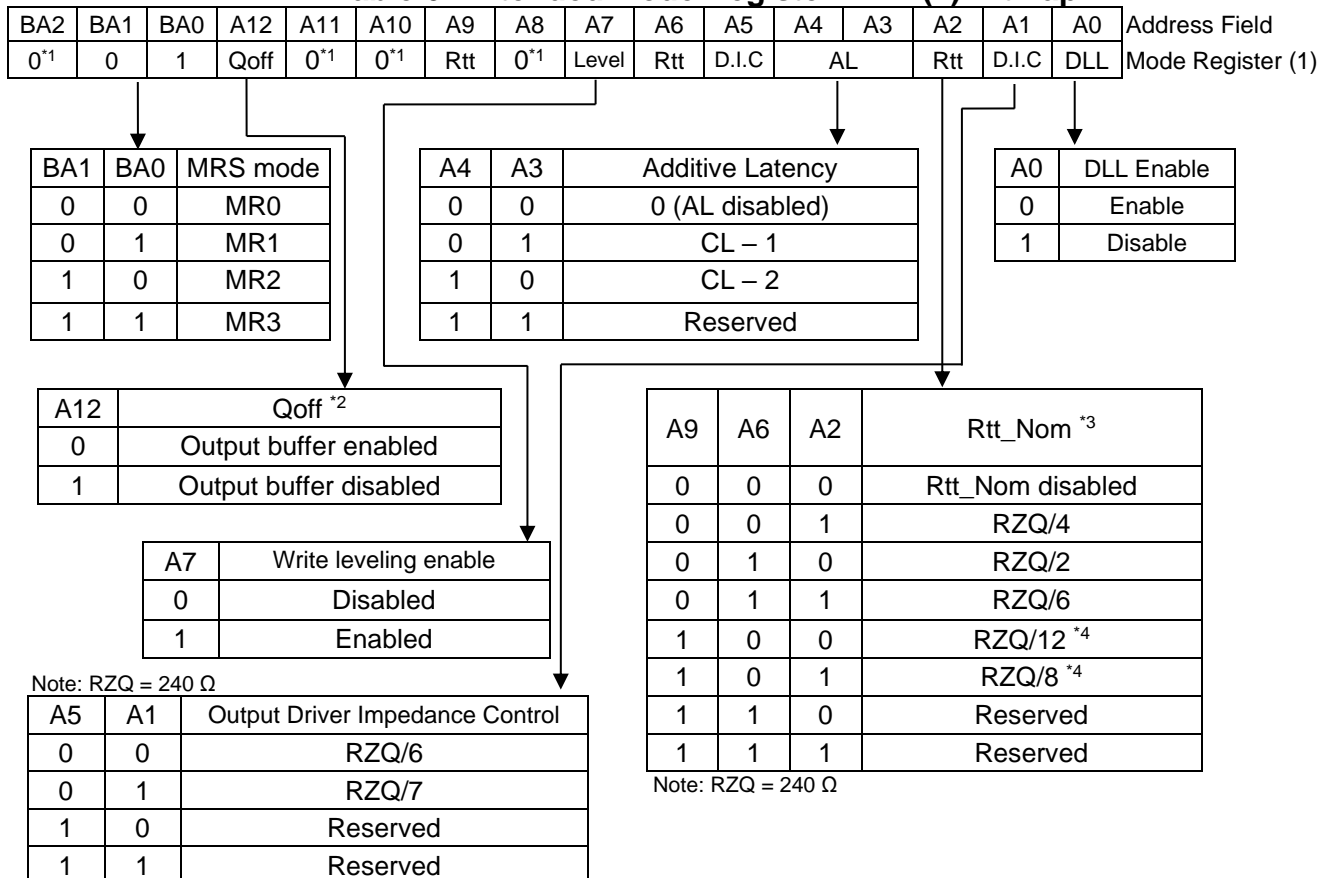 BA2 BA1 BA0 A12 A11 A10 A9 A8 A7 A6 A5 A4 A3 A2 A1 A0 Address Field
0*1 0 1 Qoff 0*1 0*1 Rtt 0*1 Level Rtt D.I.C AL Rtt D.I.C DLL Mode Register (1)
BA1 BA0 MRS mode
0 0 MR0
0 1 MR1
1 0 MR2
1 1 MR3
A4 A3 Additive Latency
0 0 0 (AL disabled)
0 1 CL – 1
1 0 CL – 2
1 1 Reserved
A0 DLL Enable
0 Enable
1 Disable
A12 Qoff *2
0 Output buffer enabled
1 Output buffer disabled
A9 A6 A2 Rtt_Nom *3
0 0 0 Rtt_Nom disabled
0 0 1 RZQ/4
0 1 0 RZQ/2
0 1 1 RZQ/6
1 0 0 RZQ/12 *4
1 0 1 RZQ/8 *4
1 1 0 Reserved
1 1 1 Reserved
Note: RZQ = 240 Ω
A7 Write leveling enable
0 Disabled
1 Enabled
Note: RZQ = 240 Ω
A5 A1 Output Driver Impedance Control
0 0 RZQ/6
0 1 RZQ/7
1 0 Reserved
1 1 Reserved